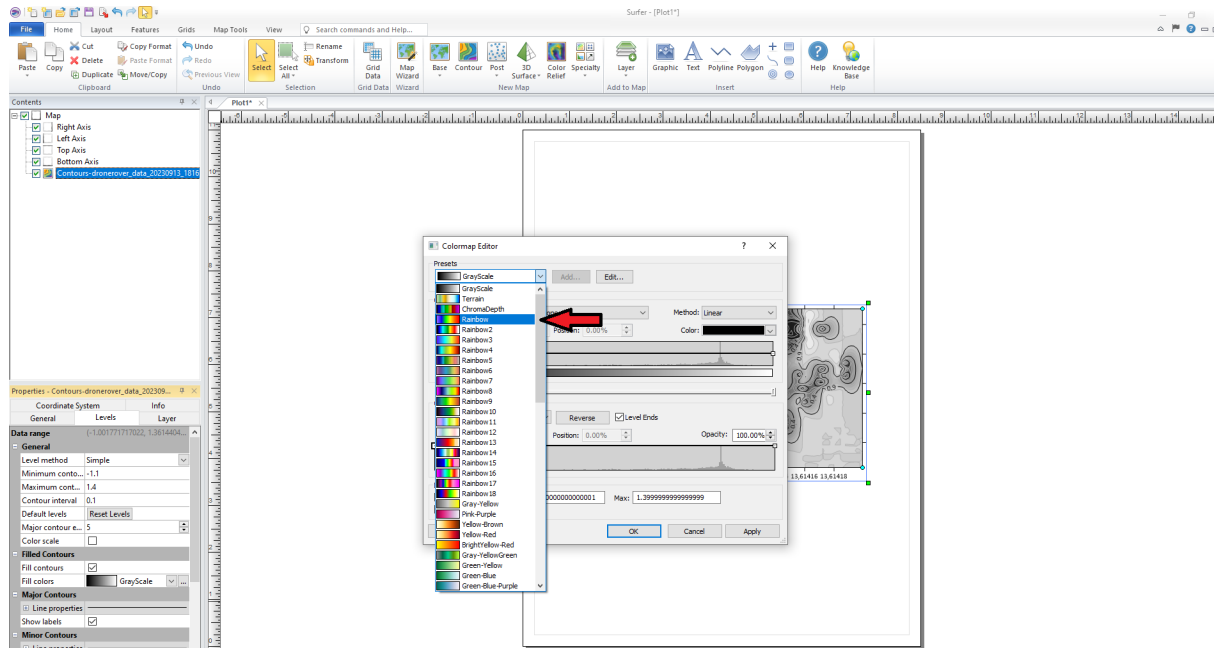 Surfer - [Plot1*]
File Home Layout Features Grids Map Tools View Search commands and Help...
Paste Copy Cut Delete Duplicate Copy Format Paste Format Move/Copy
Undo Redo Previous View
Select Select All Rename Transform
Grid Data Map Wizard Base Contour Post 3D Surface Color Relief Specialty Layer Graphic Text Polyline Polygon Help Knowledge Base
Clipboard Undo Selection Grid Data Wizard New Map Add to Map Insert Help
Contents
Plot1*
Map
Right Axis
Left Axis
Top Axis
Bottom Axis
Contours-dronerover_data_20230913_1816
Colormap Editor
Presets
GrayScale
Add... Edit...
GrayScale
Terrain
ChromaDepth
Rainbow
Rainbow2
Rainbow3
Rainbow4
Rainbow5
Rainbow6
Rainbow7
Rainbow8
Rainbow9
Rainbow10
Rainbow11
Rainbow12
Rainbow13
Rainbow14
Rainbow15
Rainbow16
Rainbow17
Rainbow18
Gray-Yellow
Pink-Purple
Yellow-Brown
Yellow-Red
BrightYellow-Red
Gray-YellowGreen
Green-Yellow
Green-Blue
Green-Blue-Purple
Method: Linear
Position: 0.00% Color:
Reverse Level Ends
Position: 0.00% Opacity: 100.00%
Max: 1.3999999999999999
OK Cancel Apply
13,61416 13,61418
Properties - Contours-dronerover_data_202309...
Coordinate System Info
General Levels Layer
Data range (-1.001771717022, 1.3614404...
General
Level method Simple
Minimum conto... -1.1
Maximum cont... 1.4
Contour interval 0.1
Default levels Reset Levels
Major contour e... 5
Color scale
Filled Contours
Fill contours
Fill colors GrayScale
Major Contours
Line properties
Show labels
Minor Contours